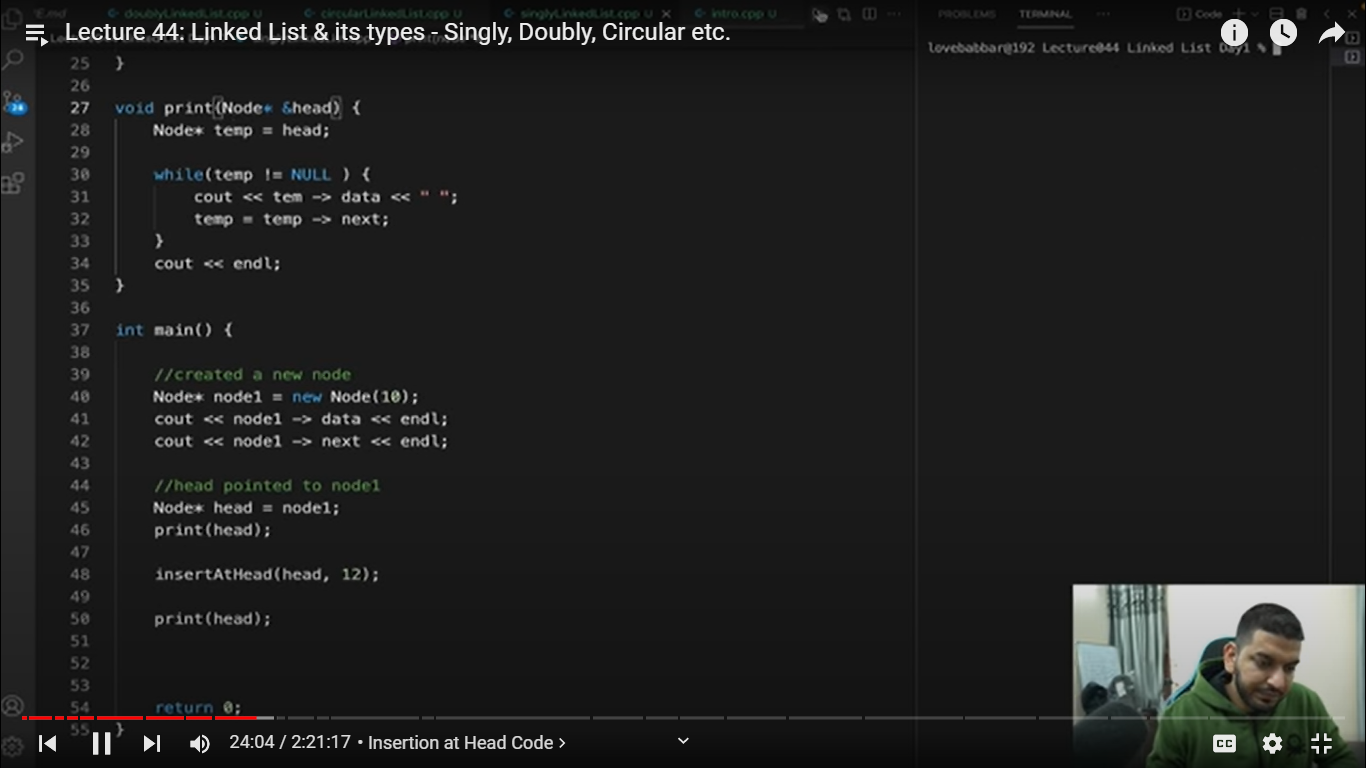 E.md doublyLinkedList.cpp U circularLinkedList.cpp U singlyLinkedList.cpp U intro.cpp U PROBLEMS TERMINAL Code
Lecture 44: Linked List & its types - Singly, Doubly, Circular etc.
lovebabbar@192 Lecture044 Linked List Day1 %
25 }
26
27 void print(Node* &head) {
28 Node* temp = head;
29
30 while(temp != NULL ) {
31 cout << tem -> data << " ";
32 temp = temp -> next;
33 }
34 cout << endl;
35 }
36
37 int main() {
38
39 //created a new node
40 Node* node1 = new Node(10);
41 cout << node1 -> data << endl;
42 cout << node1 -> next << endl;
43
44 //head pointed to node1
45 Node* head = node1;
46 print(head);
47
48 insertAtHead(head, 12);
49
50 print(head);
51
52
53
54 return 0;
55 }
24:04 / 2:21:17 • Insertion at Head Code >
CC